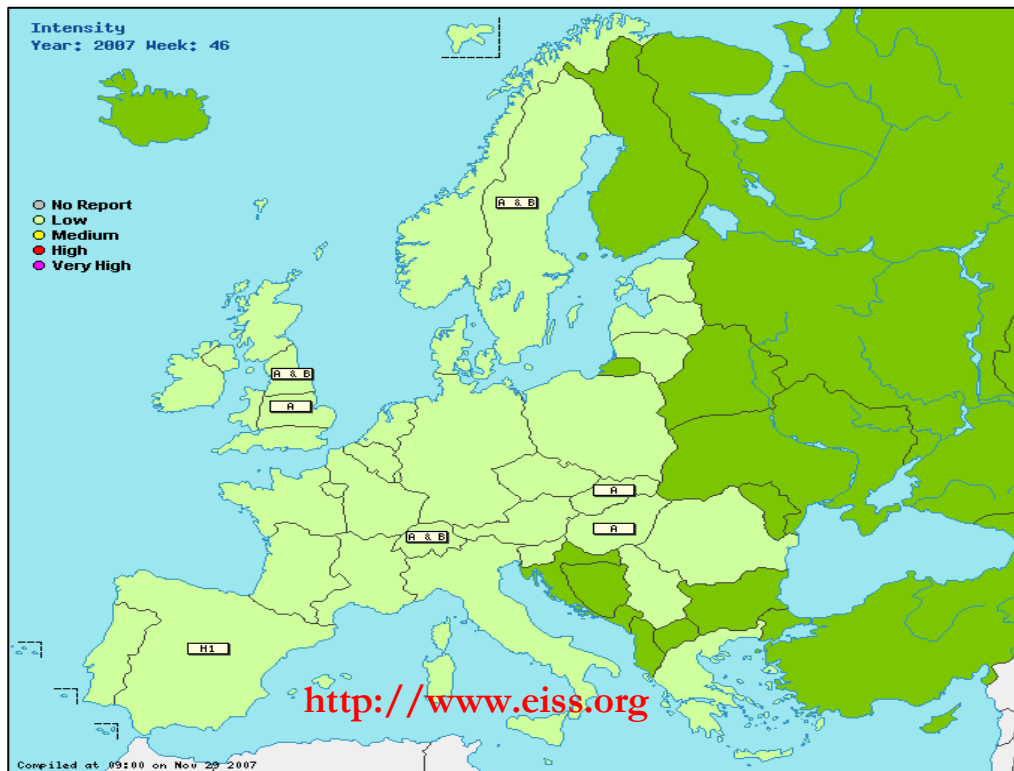 Intensity
Year: 2007 Week: 46
No Report
Low
Medium
High
Very High
A & B
A & B
A
A
A
A & B
H1
http://www.eiss.org
Compiled at 09:00 on Nov 29 2007